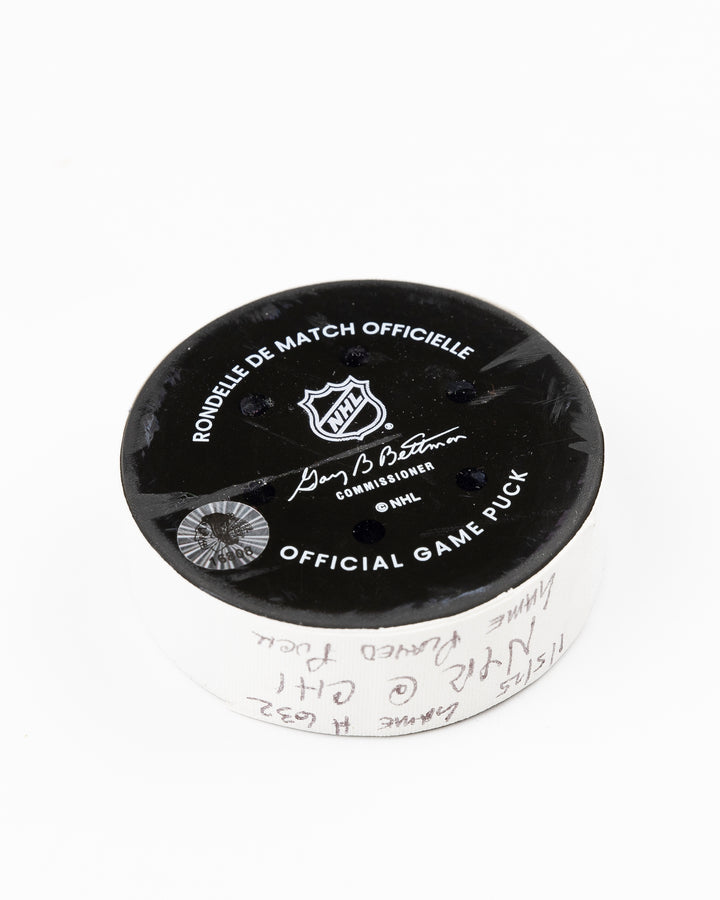 RONDELLE DE MATCH OFFICIELLE
NHL
Gary B Bettman
COMMISSIONER
© NHL
OFFICIAL GAME PUCK
1/5/25
NYR @ CHI
GAME # 632
GAME PLAYED PUCK